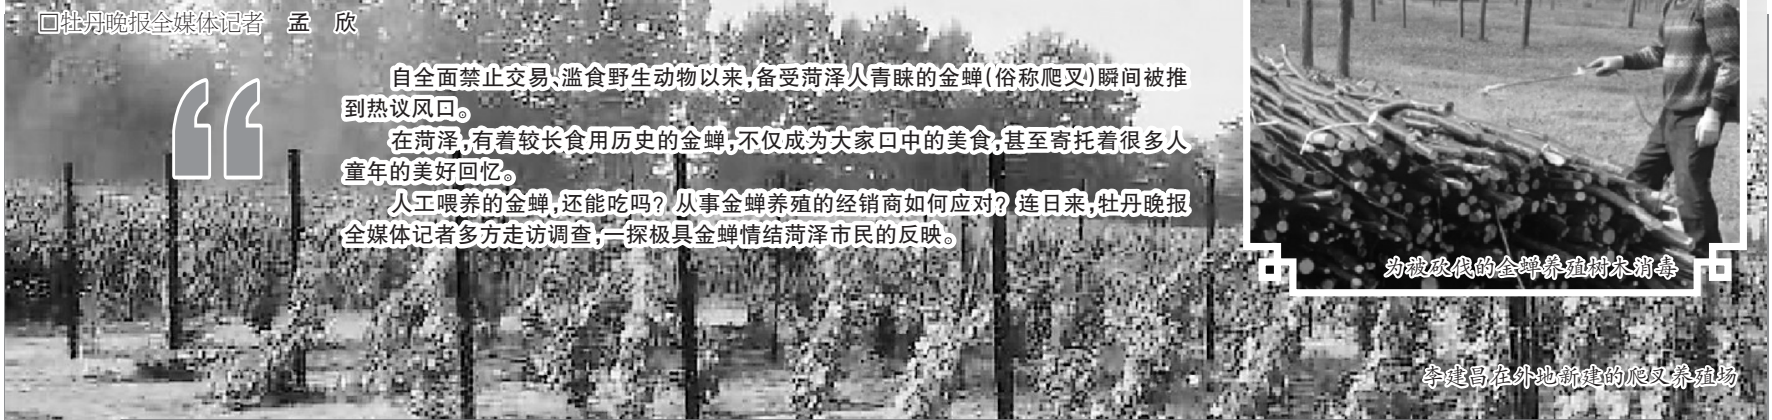 □牡丹晚报全媒体记者 孟 欣
自全面禁止交易、滥食野生动物以来,备受菏泽人青睐的金蝉(俗称爬叉)瞬间被推
到热议风口。
在菏泽,有着较长食用历史的金蝉,不仅成为大家口中的美食,甚至寄托着很多人
童年的美好回忆。
人工喂养的金蝉,还能吃吗? 从事金蝉养殖的经销商如何应对? 连日来,牡丹晚报
全媒体记者多方走访调查,一探极具金蝉情结菏泽市民的反映。
为被砍伐的金蝉养殖树木消毒
李建昌在外地新建的爬叉养殖场